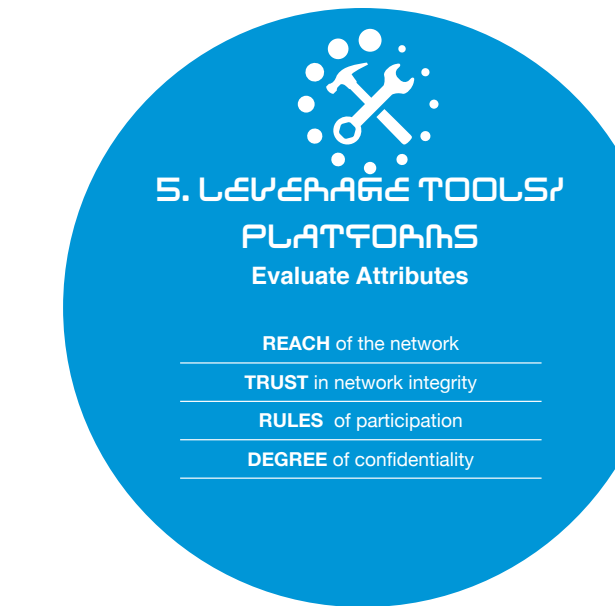 5. LEVERAGE TOOLS/
PLATFORMS
Evaluate Attributes
REACH of the network
TRUST in network integrity
RULES of participation
DEGREE of confidentiality